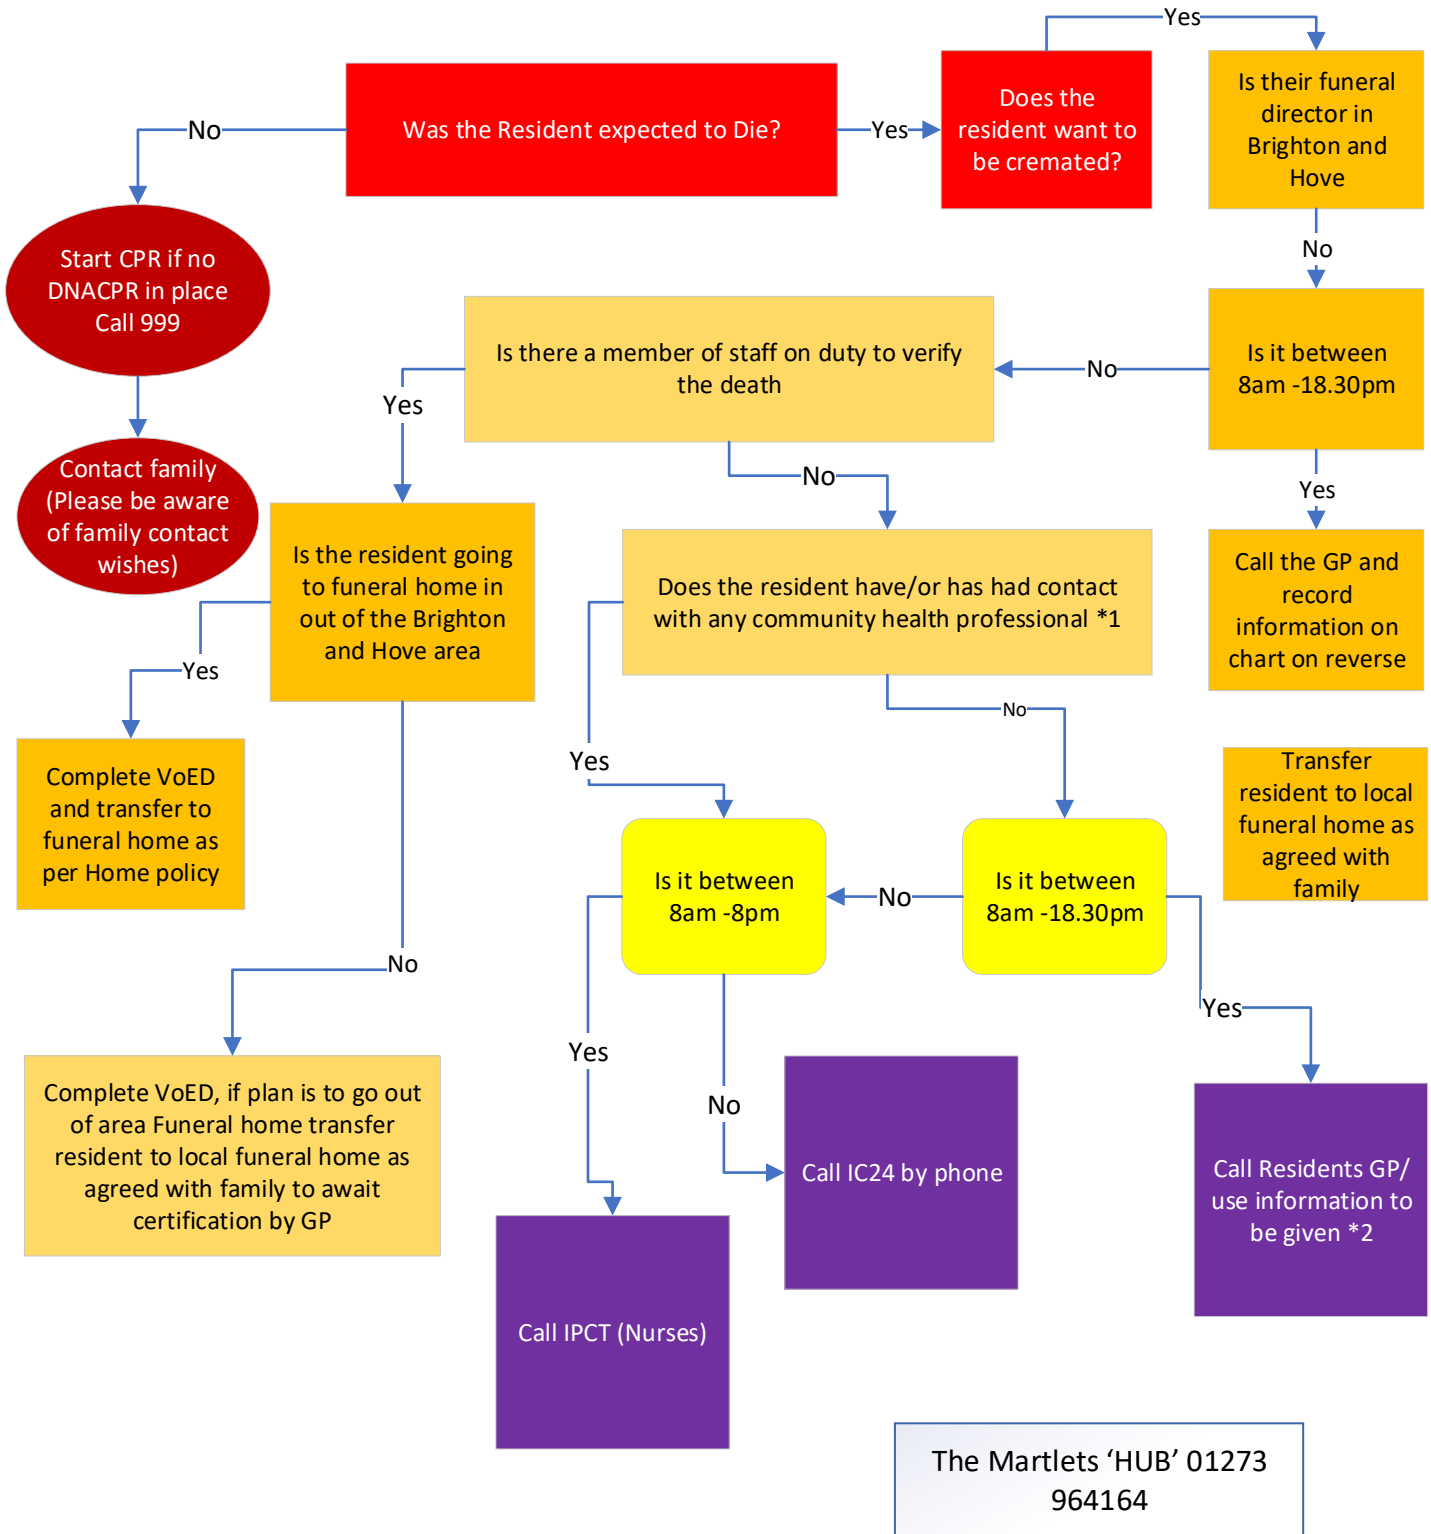 Yes
Was the Resident expected to Die?
No
Yes
Does the
resident want to
be cremated?
Is their funeral
director in
Brighton and
Hove
No
Start CPR if no
DNACPR in place
Call 999
Is there a member of staff on duty to verify
the death
No
Is it between
8am -18.30pm
Yes
Contact family
(Please be aware
of family contact
wishes)
No
Yes
Is the resident going
to funeral home in
out of the Brighton
and Hove area
Does the resident have/or has had contact
with any community health professional *1
Call the GP and
record
information on
chart on reverse
Yes
No
Complete VoED
and transfer to
funeral home as
per Home policy
Yes
Transfer
resident to local
funeral home as
agreed with
family
Is it between
8am -8pm
No
Is it between
8am -18.30pm
No
Yes
Yes
No
Complete VoED, if plan is to go out
of area Funeral home transfer
resident to local funeral home as
agreed with family to await
certification by GP
Call IC24 by phone
Call Residents GP/
use information to
be given *2
Call IPCT (Nurses)
The Martlets ‘HUB’ 01273
964164